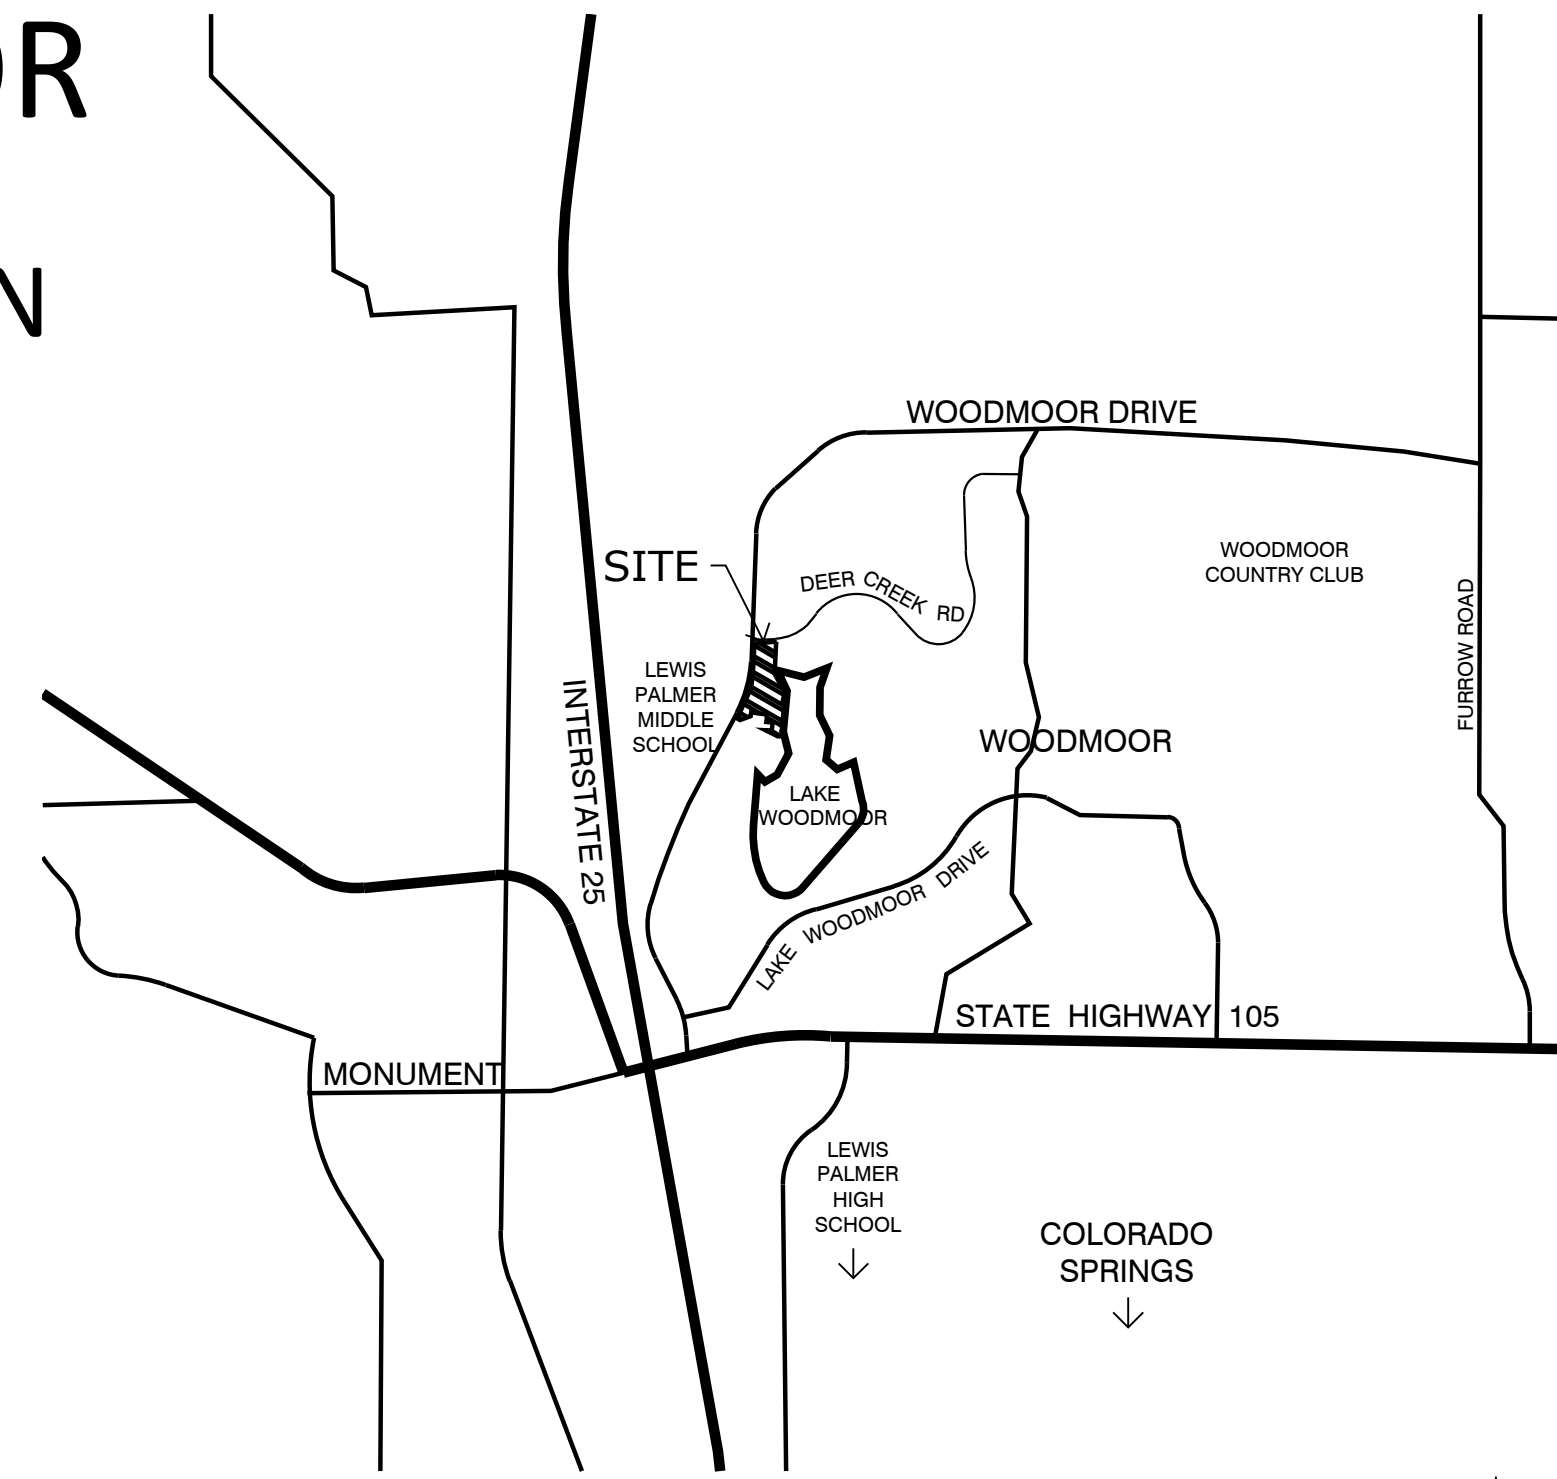 OR
N
WOODMOOR DRIVE
SITE
DEER CREEK RD
WOODMOOR
COUNTRY CLUB
FURROW ROAD
LEWIS
PALMER
MIDDLE
SCHOOL
INTERSTATE 25
WOODMOOR
LAKE
WOODMOOR
LAKE WOODMOOR DRIVE
STATE HIGHWAY 105
MONUMENT
LEWIS
PALMER
HIGH
SCHOOL
COLORADO
SPRINGS